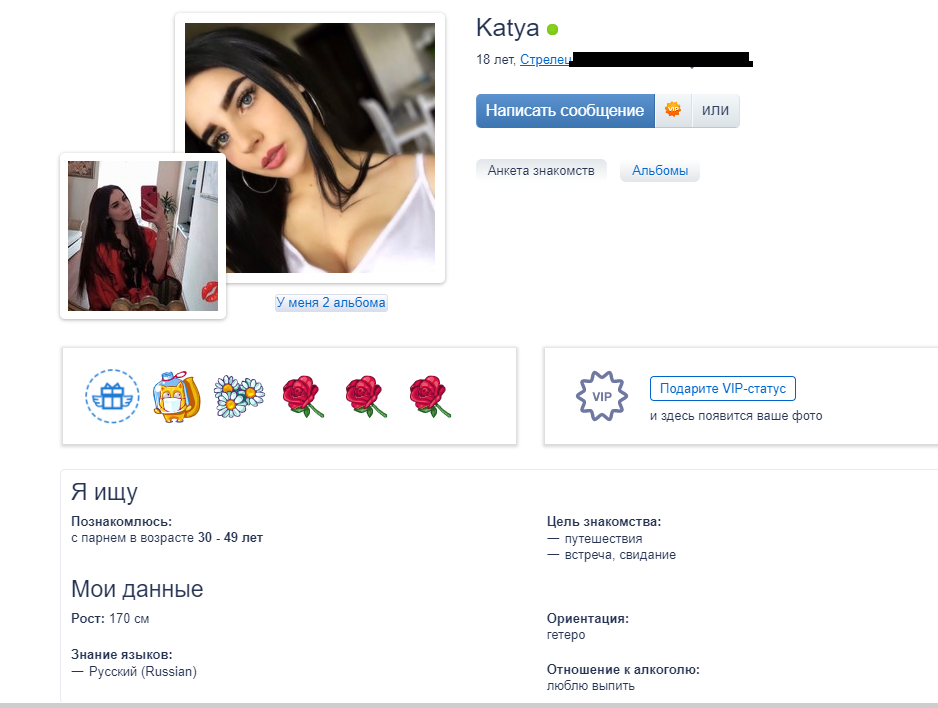 Katya
18 лет, Стрелец
Написать сообщение
VIP
или
Анкета знакомств
Альбомы
У меня 2 альбома
VIP
Подарите VIP-статус
и здесь появится ваше фото
Я ищу
Познакомлюсь:
с парнем в возрасте 30 - 49 лет
Цель знакомства:
— путешествия
— встреча, свидание
Мои данные
Рост: 170 см
Ориентация:
гетеро
Знание языков:
— Русский (Russian)
Отношение к алкоголю:
люблю выпить